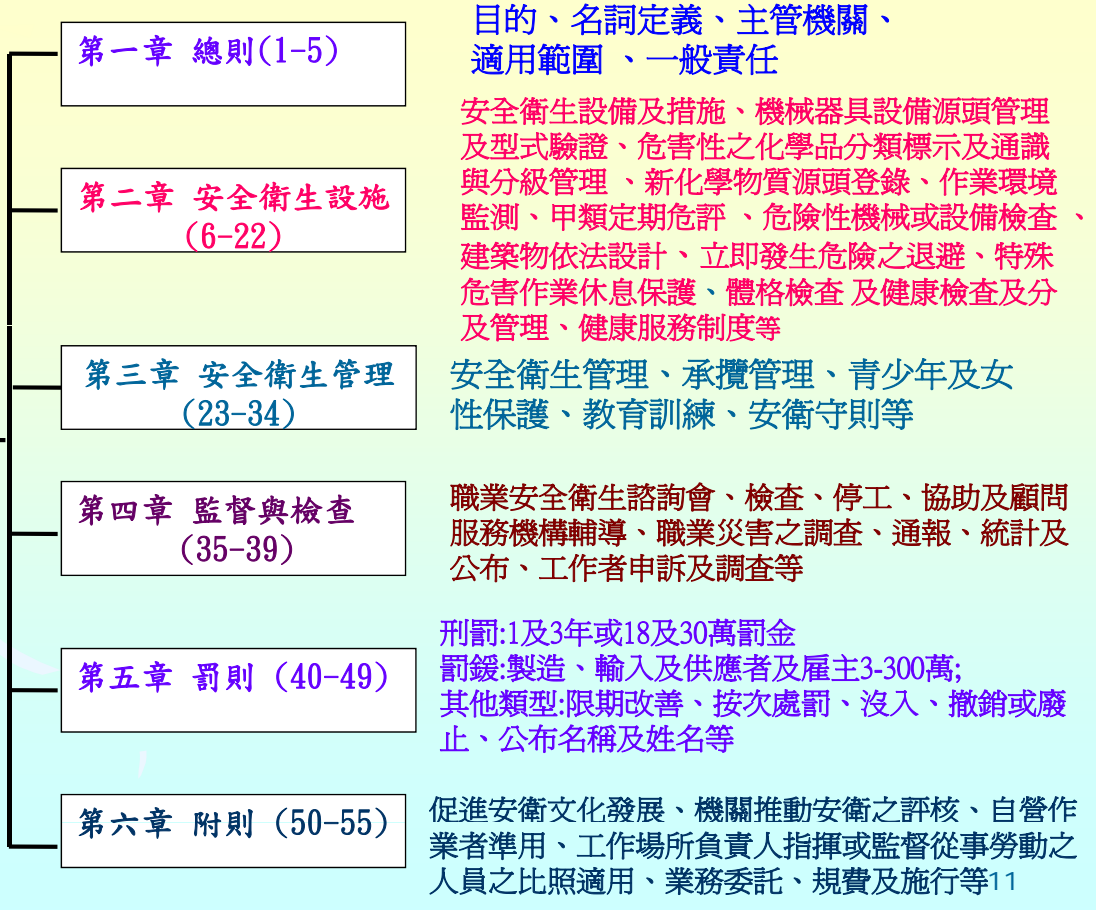 第一章 總則(1-5)
目的、名詞定義、主管機關、
適用範圍 、一般責任
第二章 安全衛生設施
(6-22)
安全衛生設備及措施、機械器具設備源頭管理
及型式驗證、危害性之化學品分類標示及通識
與分級管理 、新化學物質源頭登錄、作業環境
監測、甲類定期危評 、危險性機械或設備檢查 、
建築物依法設計、立即發生危險之退避、特殊
危害作業休息保護、體格檢查 及健康檢查及分
及管理、健康服務制度等
第三章 安全衛生管理
(23-34)
安全衛生管理、承攬管理、青少年及女
性保護、教育訓練、安衛守則等
第四章 監督與檢查
(35-39)
職業安全衛生諮詢會、檢查、停工、協助及顧問
服務機構輔導、職業災害之調查、通報、統計及
公布、工作者申訴及調查等
第五章 罰則 (40-49)
刑罰:1及3年或18及30萬罰金
罰鍰:製造、輸入及供應者及雇主3-300萬;
其他類型:限期改善、按次處罰、沒入、撤銷或廢
止、公布名稱及姓名等
第六章 附則 (50-55)
促進安衛文化發展、機關推動安衛之評核、自營作
業者準用、工作場所負責人指揮或監督從事勞動之
人員之比照適用、業務委託、規費及施行等11